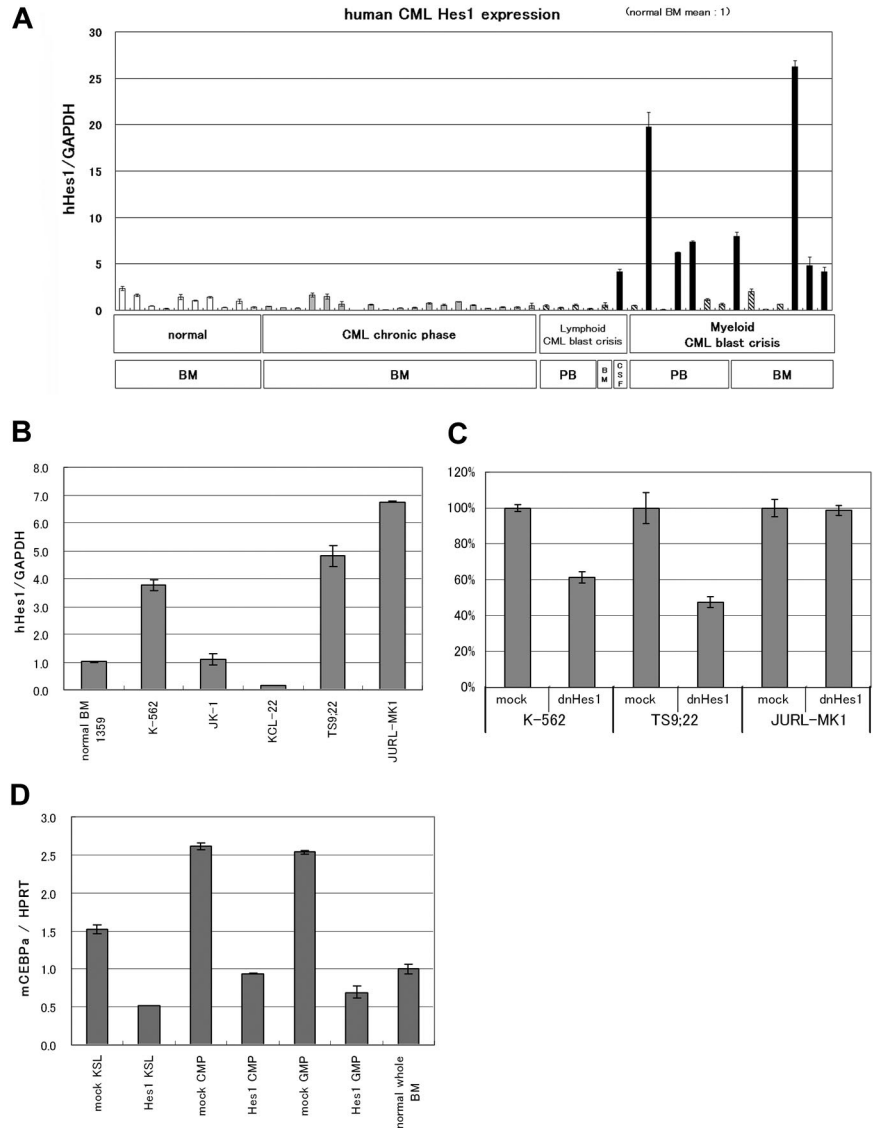 A
human CML Hes1 expression
(normal BM mean : 1)
hHes1/GAPDH
30
25
20
15
10
5
0
normal
CML chronic phase
Lymphoid
CML blast crisis
Myeloid
CML blast crisis
BM
BM
PB
BM
CSF
PB
BM
B
hHes1/GAPDH
8.0
7.0
6.0
5.0
4.0
3.0
2.0
1.0
0.0
normal BM
1359
K-562
JK-1
KCL-22
TS9;22
JURL-MK1
C
120%
100%
80%
60%
40%
20%
0%
mock
dnHes1
mock
dnHes1
mock
dnHes1
K-562
TS9;22
JURL-MK1
D
mCEBPa / HPRT
3.0
2.5
2.0
1.5
1.0
0.5
0.0
mock KSL
Hes1 KSL
mock CMP
Hes1 CMP
mock GMP
Hes1 GMP
normal whole
BM